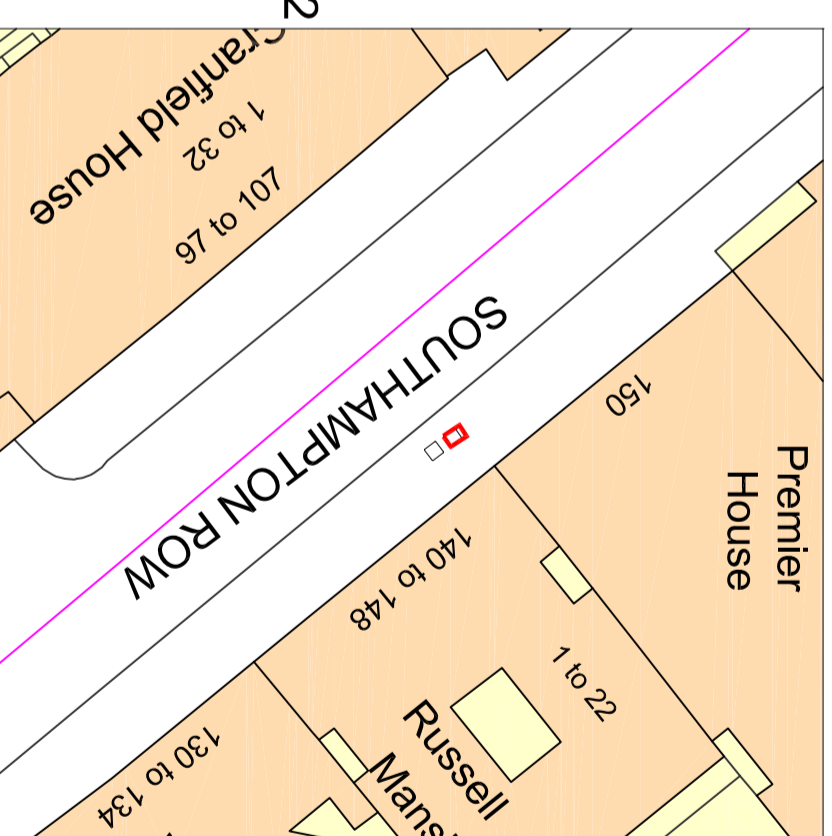 2
Cranfield House
1 to 32
97 to 107
SOUTHAMPTON ROW
150
Premier
House
140 to 148
1 to 22
Russell
130 to 134